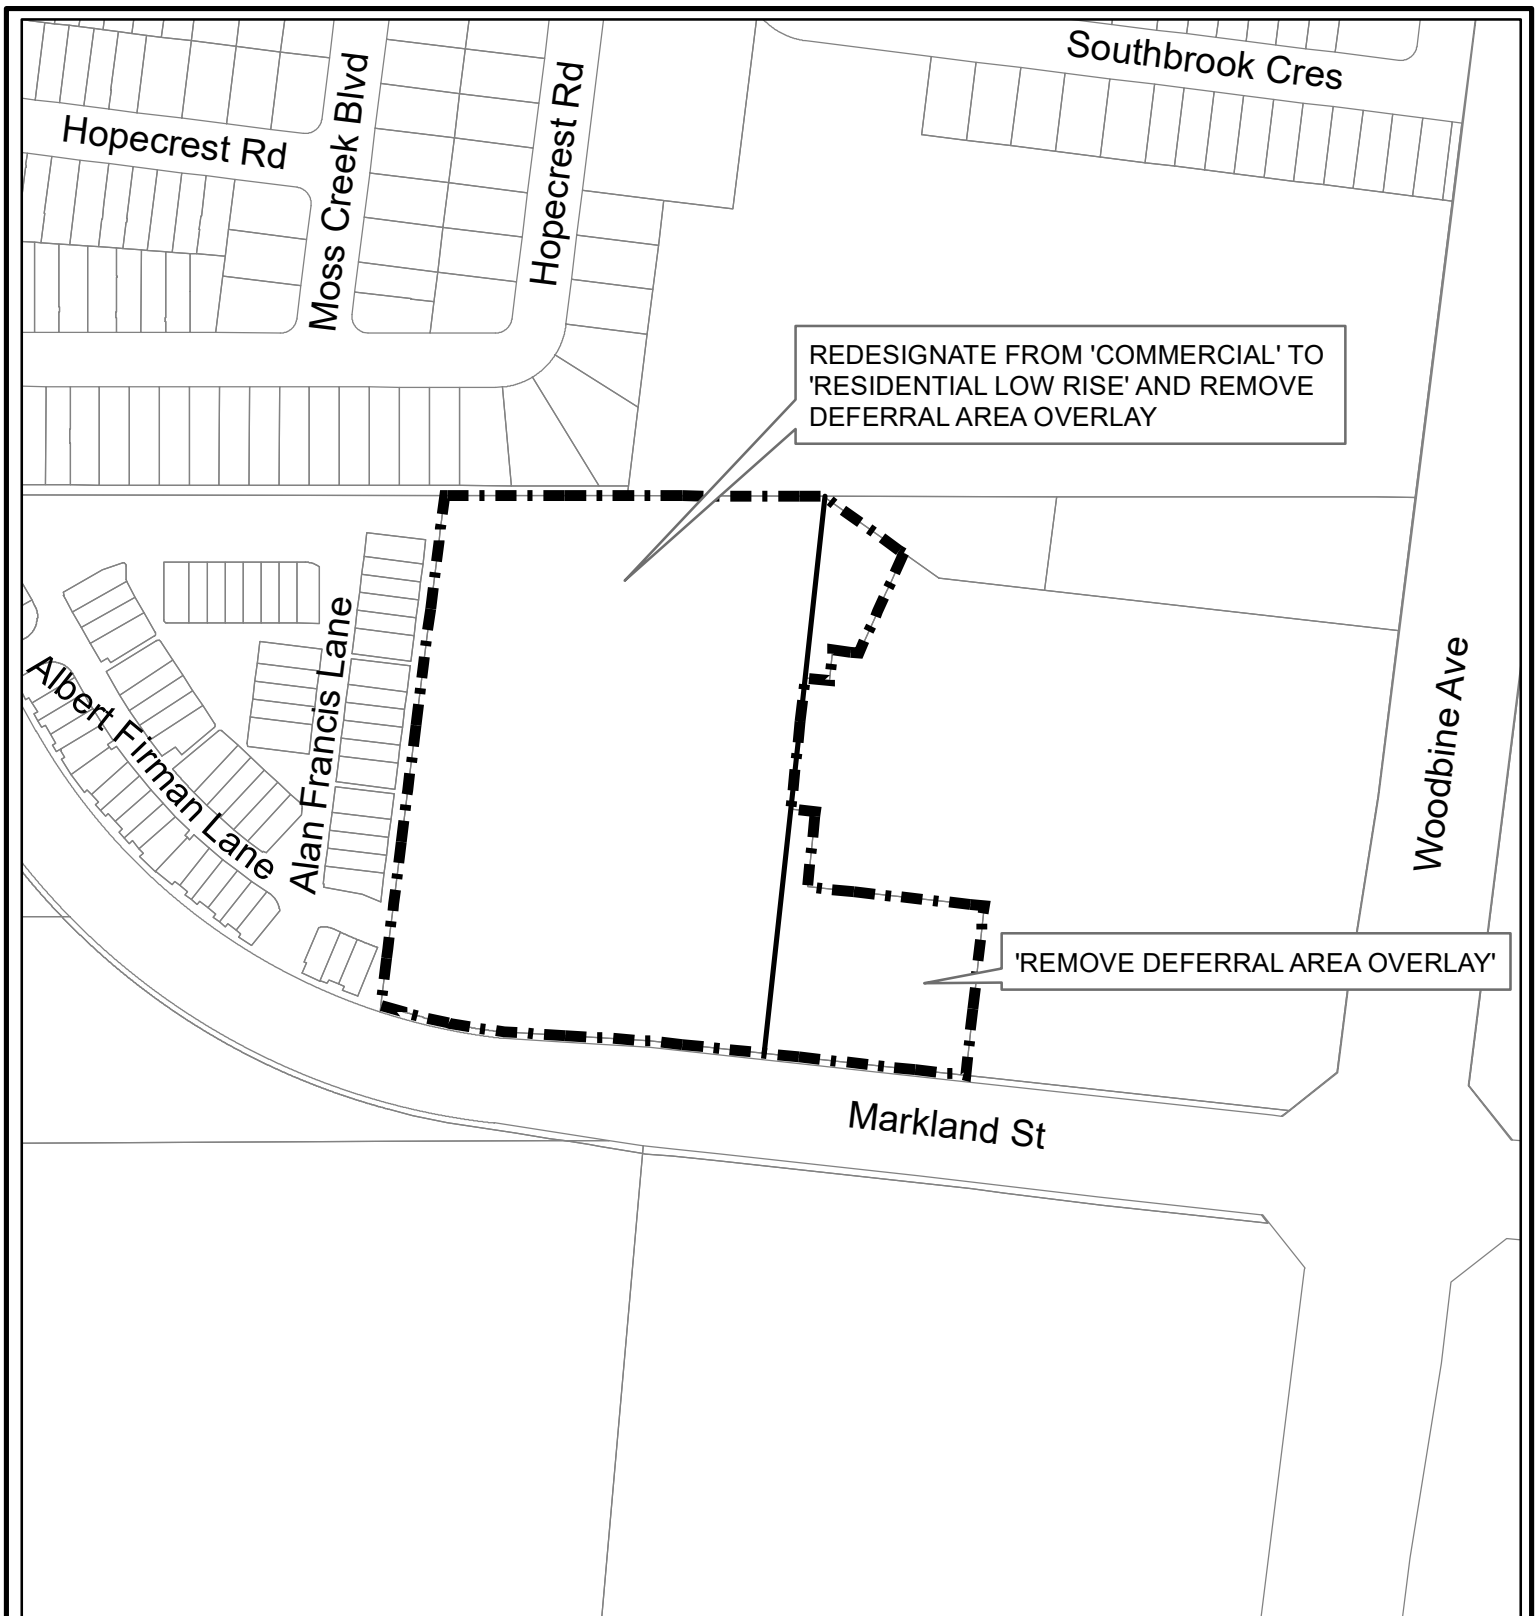 Southbrook Cres
Hopecrest Rd
Moss Creek Blvd
Hopecrest Rd
REDESIGNATE FROM 'COMMERCIAL' TO
'RESIDENTIAL LOW RISE' AND REMOVE
DEFERRAL AREA OVERLAY
Albert Firman Lane
Alan Francis Lane
Woodbine Ave
'REMOVE DEFERRAL AREA OVERLAY'
Markland St